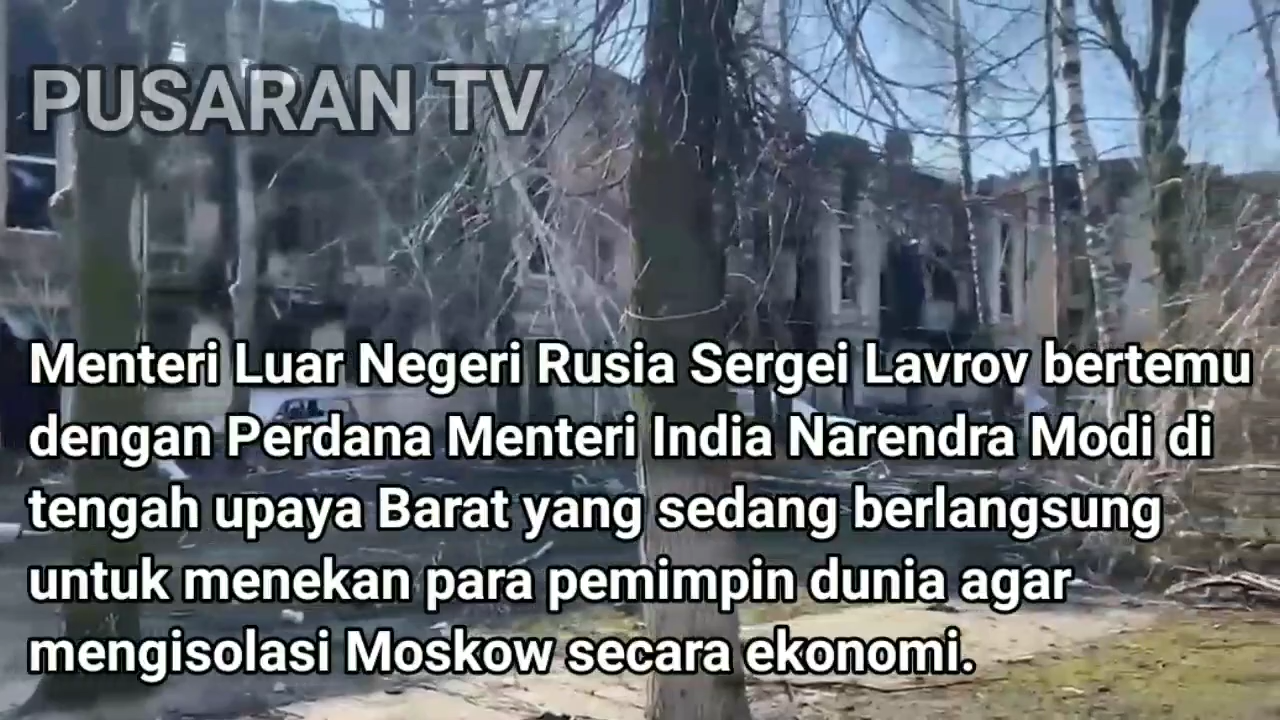 PUSARAN TV
Menteri Luar Negeri Rusia Sergei Lavrov bertemu
dengan Perdana Menteri India Narendra Modi di
tengah upaya Barat yang sedang berlangsung
untuk menekan para pemimpin dunia agar
mengisolasi Moskow secara ekonomi.